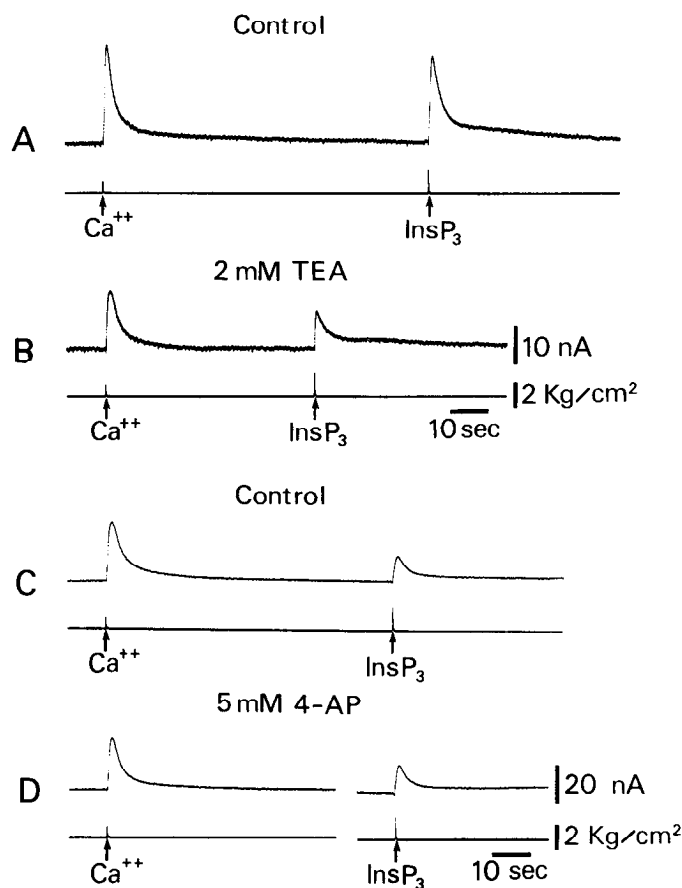 Control
A
Ca⁺⁺ InsP₃
2 mM TEA
B
10 nA
2 Kg/cm²
Ca⁺⁺ InsP₃ 10 sec
Control
C
Ca⁺⁺ InsP₃
5 mM 4-AP
D
20 nA
2 Kg/cm²
Ca⁺⁺ InsP₃ 10 sec